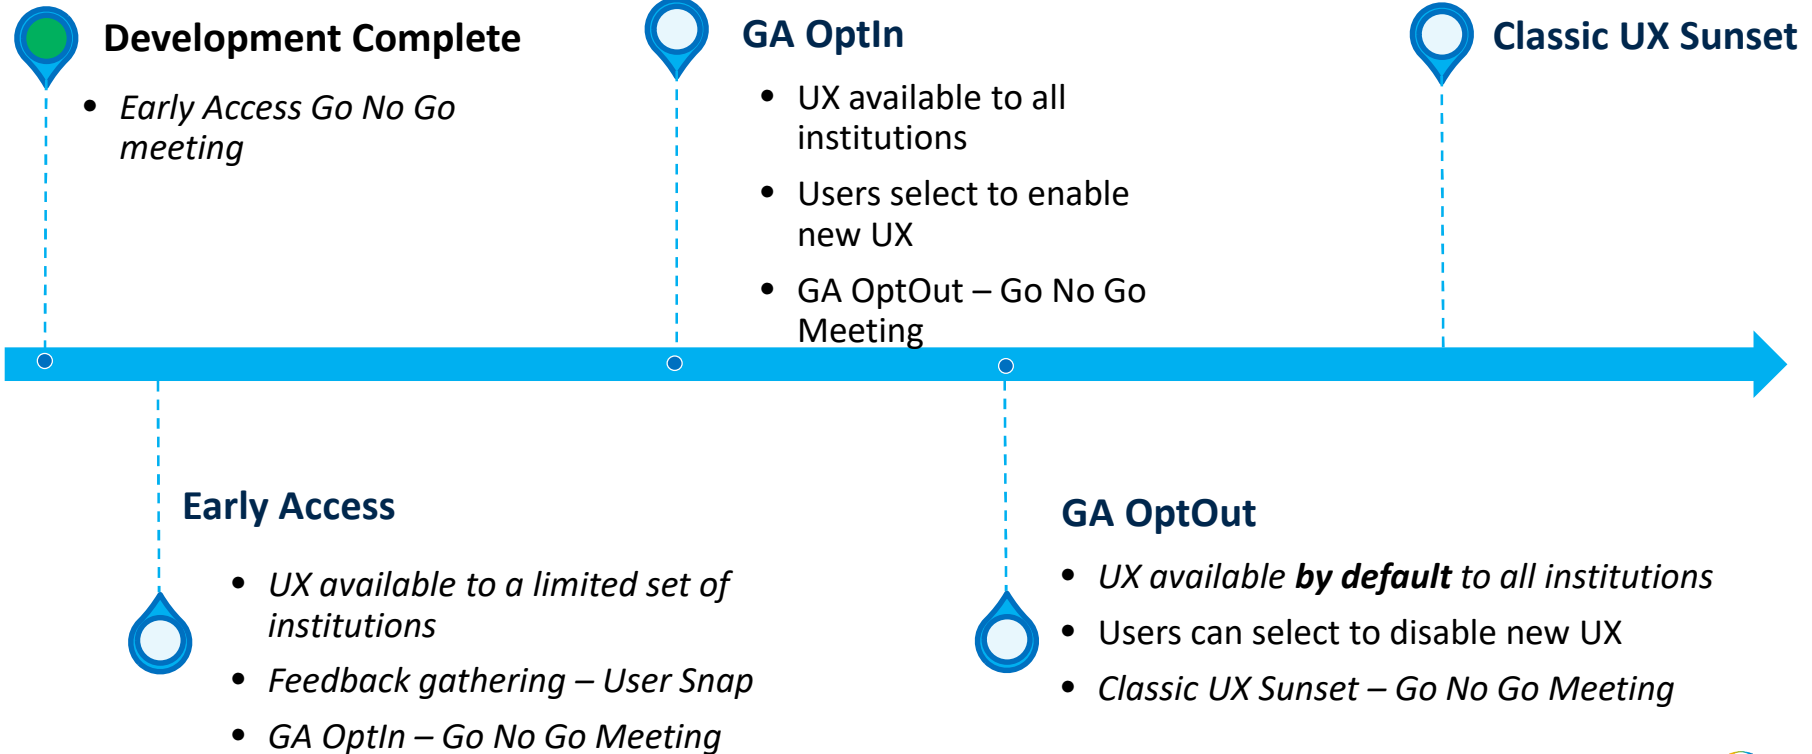 Development Complete
• Early Access Go No Go
meeting
GA OptIn
• UX available to all
institutions
• Users select to enable
new UX
• GA OptOut – Go No Go
Meeting
Classic UX Sunset
Early Access
• UX available to a limited set of
institutions
• Feedback gathering – User Snap
• GA OptIn – Go No Go Meeting
GA OptOut
• UX available by default to all institutions
• Users can select to disable new UX
• Classic UX Sunset – Go No Go Meeting